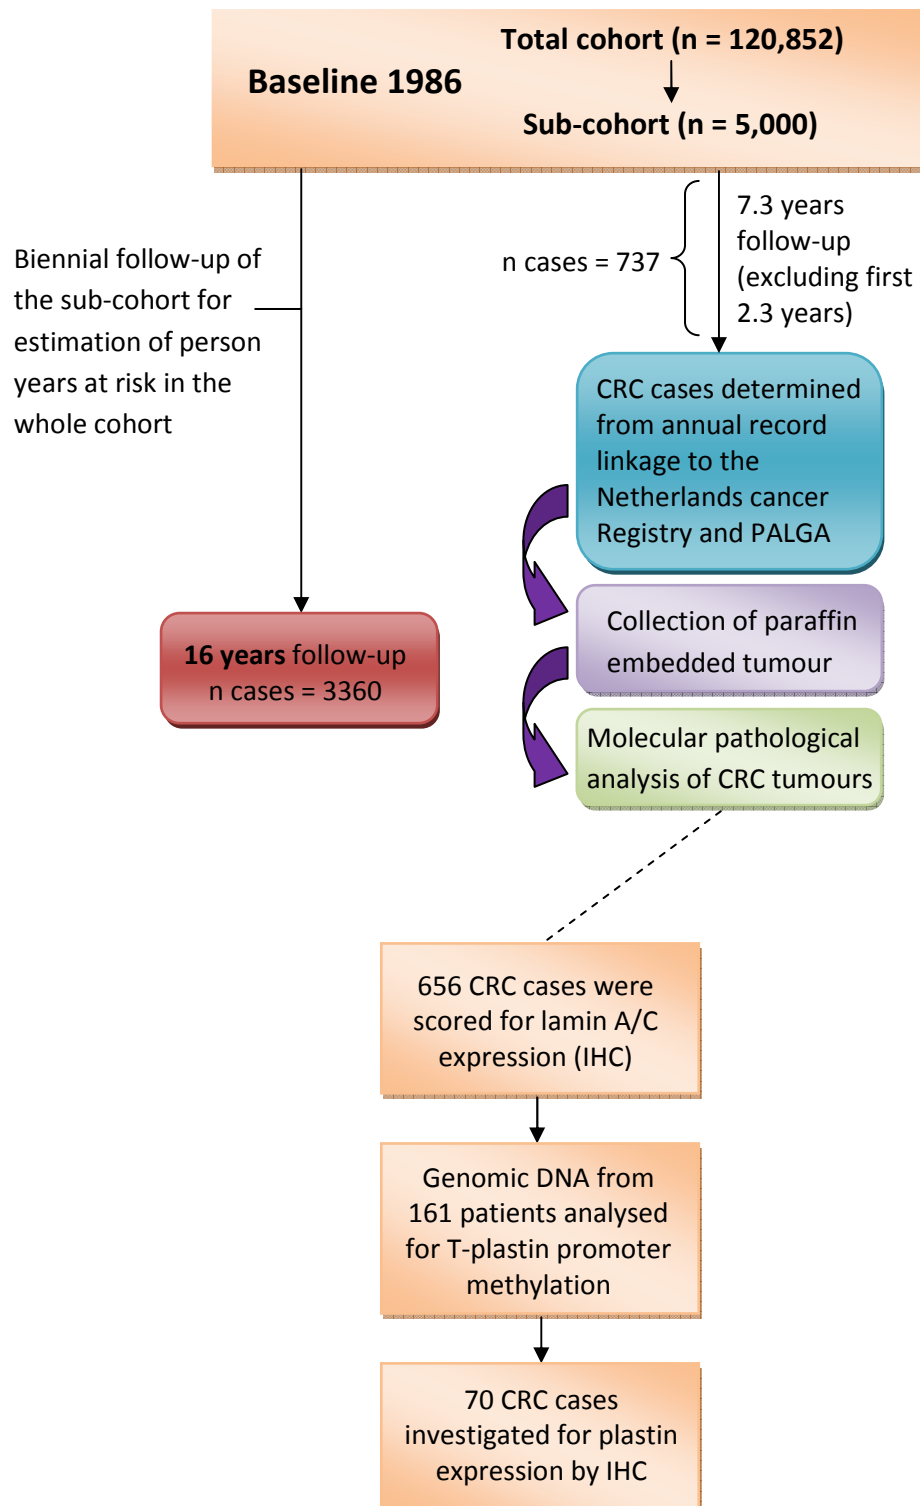 Baseline 1986
Total cohort (n = 120,852)
Sub-cohort (n = 5,000)
Biennial follow-up of
the sub-cohort for
estimation of person
years at risk in the
whole cohort
n cases = 737
7.3 years
follow-up
(excluding first
2.3 years)
CRC cases determined
from annual record
linkage to the
Netherlands cancer
Registry and PALGA
16 years follow-up
n cases = 3360
Collection of paraffin
embedded tumour
Molecular pathological
analysis of CRC tumours
656 CRC cases were
scored for lamin A/C
expression (IHC)
Genomic DNA from
161 patients analysed
for T-plastin promoter
methylation
70 CRC cases
investigated for plastin
expression by IHC